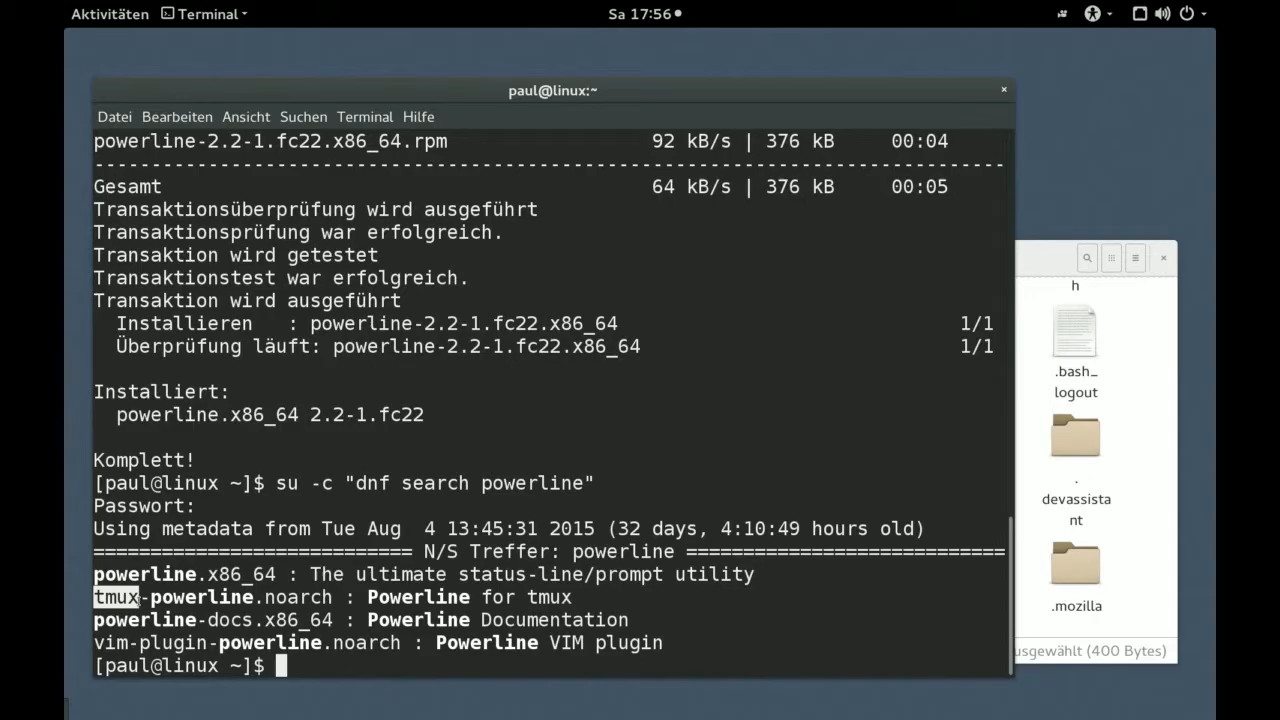 Aktivitäten Terminal Sa 17:56
paul@linux:~
Datei Bearbeiten Ansicht Suchen Terminal Hilfe
powerline-2.2-1.fc22.x86_64.rpm 92 kB/s | 376 kB 00:04
--------------------------------------------------------------------------------
Gesamt 64 kB/s | 376 kB 00:05
Transaktionsüberprüfung wird ausgeführt
Transaktionsprüfung war erfolgreich.
Transaktion wird getestet
Transaktionstest war erfolgreich.
Transaktion wird ausgeführt
Installieren : powerline-2.2-1.fc22.x86_64 1/1
Überprüfung läuft: powerline-2.2-1.fc22.x86_64 1/1
Installiert:
powerline.x86_64 2.2-1.fc22
Komplett!
[paul@linux ~]$ su -c "dnf search powerline"
Passwort:
Using metadata from Tue Aug  4 13:45:31 2015 (32 days, 4:10:49 hours old)
============================ N/S Treffer: powerline ============================
powerline.x86_64 : The ultimate status-line/prompt utility
tmux-powerline.noarch : Powerline for tmux
powerline-docs.x86_64 : Powerline Documentation
vim-plugin-powerline.noarch : Powerline VIM plugin
[paul@linux ~]$
h
.bash_
logout
.
devassista
nt
.mozilla
usgewählt (400 Bytes)